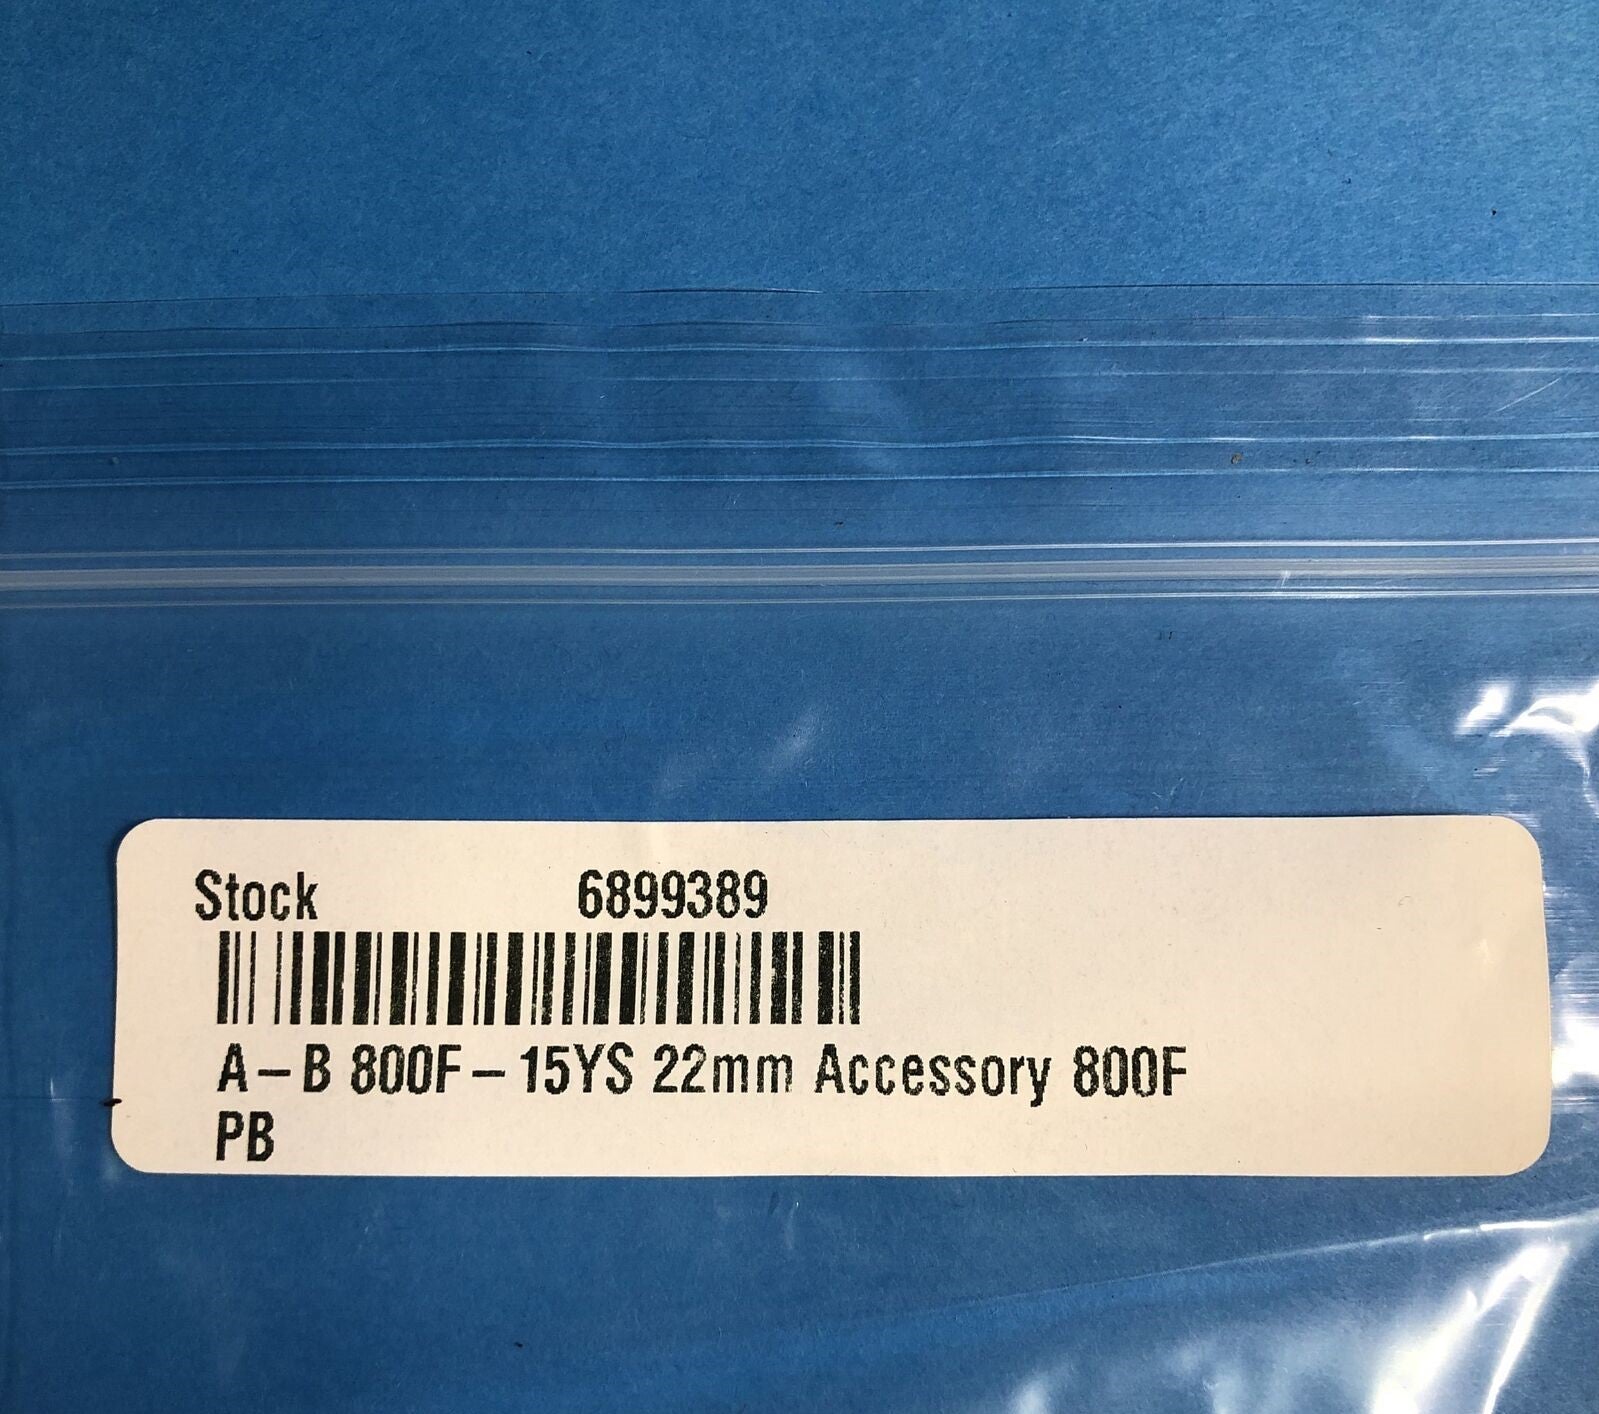 Stock 6899389
A-B 800F-15YS 22mm Accessory 800F
PB